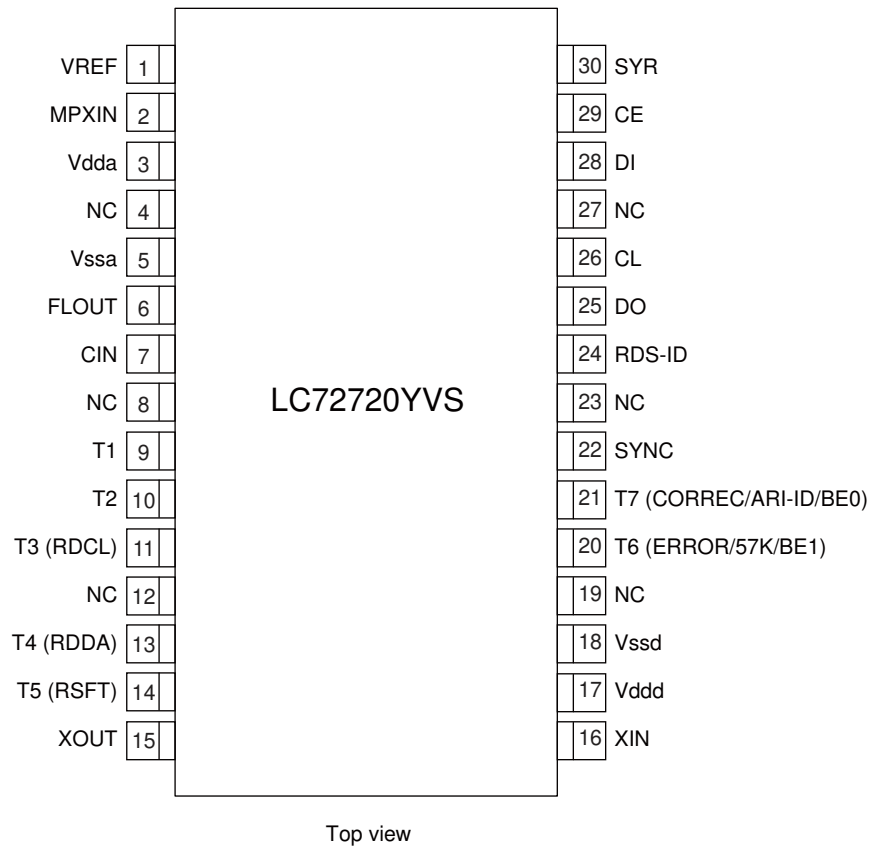 VREF 1 30 SYR
MPXIN 2 29 CE
Vdda 3 28 DI
NC 4 27 NC
Vssa 5 26 CL
FLOUT 6 25 DO
CIN 7 24 RDS-ID
NC 8 LC72720YVS 23 NC
T1 9 22 SYNC
T2 10 21 T7 (CORREC/ARI-ID/BE0)
T3 (RDCL) 11 20 T6 (ERROR/57K/BE1)
NC 12 19 NC
T4 (RDDA) 13 18 Vssd
T5 (RSFT) 14 17 Vddd
XOUT 15 16 XIN
Top view